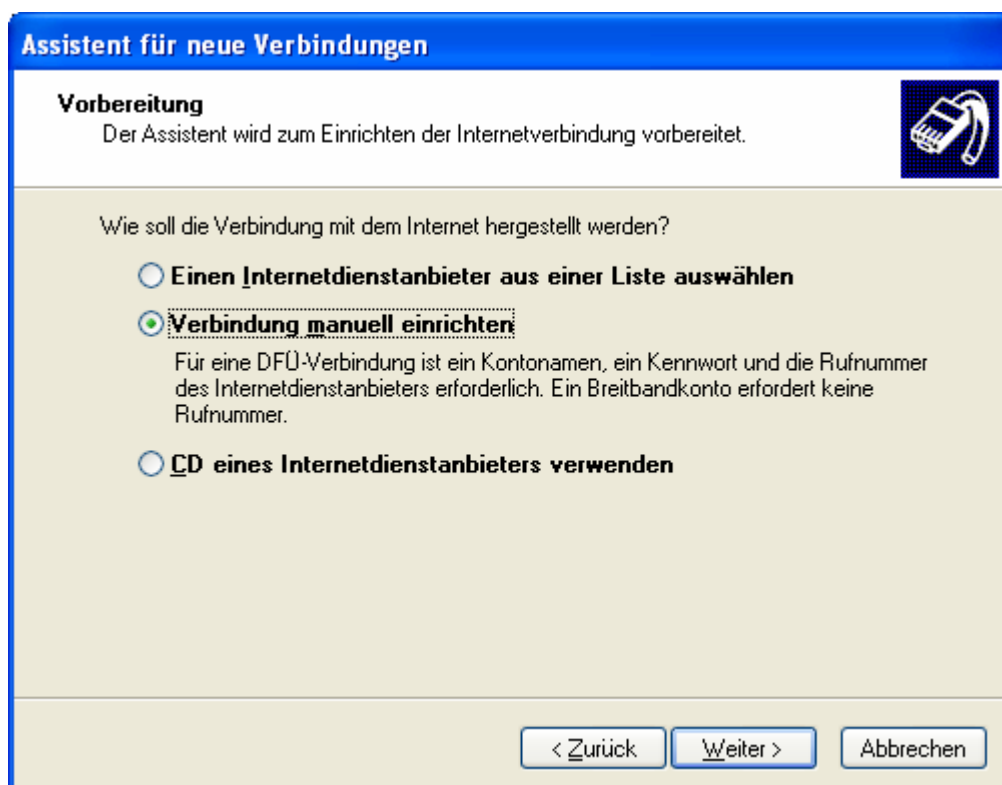 Assistent für neue Verbindungen
Vorbereitung
Der Assistent wird zum Einrichten der Internetverbindung vorbereitet.
Wie soll die Verbindung mit dem Internet hergestellt werden?
Einen Internetdienstanbieter aus einer Liste auswählen
Verbindung manuell einrichten
Für eine DFÜ-Verbindung ist ein Kontonamen, ein Kennwort und die Rufnummer
des Internetdienstanbieters erforderlich. Ein Breitbandkonto erfordert keine
Rufnummer.
CD eines Internetdienstanbieters verwenden
< Zurück
Weiter >
Abbrechen